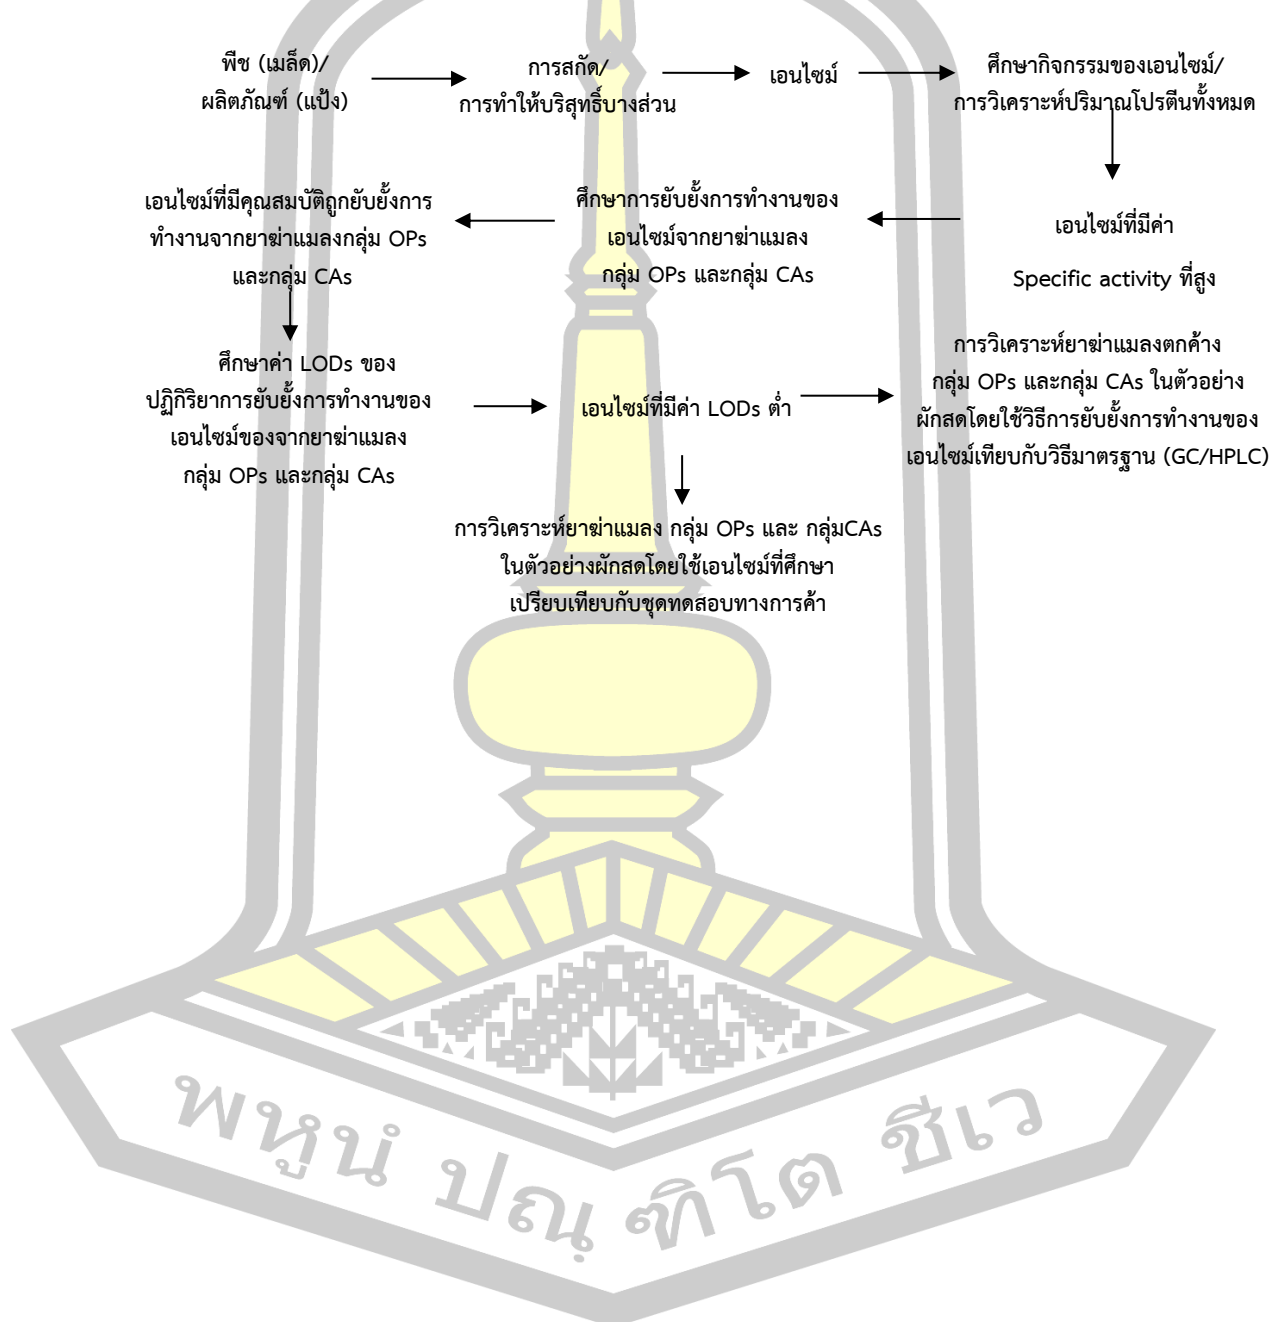 พืช (เมล็ด)/
ผลิตภัณฑ์ (แป้ง)
การสกัด/
การทำให้บริสุทธิ์บางส่วน
เอนไซม์
ศึกษากิจกรรมของเอนไซม์/
การวิเคราะห์ปริมาณโปรตีนทั้งหมด
เอนไซม์ที่มีค่า
Specific activity ที่สูง
ศึกษาการยับยั้งการทำงานของ
เอนไซม์จากยาฆ่าแมลง
กลุ่ม OPs และกลุ่ม CAs
เอนไซม์ที่มีคุณสมบัติถูกยับยั้งการ
ทำงานจากยาฆ่าแมลงกลุ่ม OPs
และกลุ่ม CAs
ศึกษาค่า LODs ของ
ปฏิกิริยาการยับยั้งการทำงานของ
เอนไซม์ของจากยาฆ่าแมลง
กลุ่ม OPs และกลุ่ม CAs
เอนไซม์ที่มีค่า LODs ต่ำ
การวิเคราะห์ยาฆ่าแมลงตกค้าง
กลุ่ม OPs และกลุ่ม CAs ในตัวอย่าง
ผักสดโดยใช้วิธีการยับยั้งการทำงานของ
เอนไซม์เทียบกับวิธีมาตรฐาน (GC/HPLC)
การวิเคราะห์ยาฆ่าแมลง กลุ่ม OPs และ กลุ่มCAs
ในตัวอย่างผักสดโดยใช้เอนไซม์ที่ศึกษา
เปรียบเทียบกับชุดทดสอบทางการค้า
พหูนํ ปณฺฑิโต ชีเว